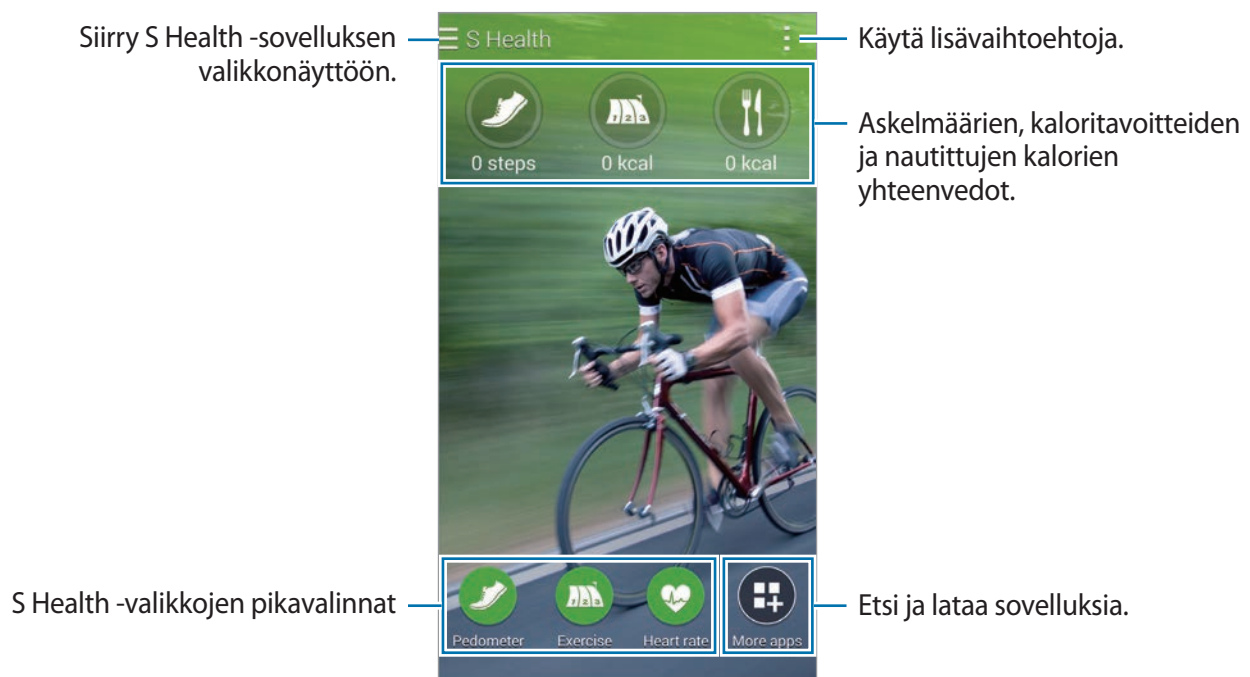 Siirry S Health -sovelluksen
valikkonäyttöön.
S Health
Käytä lisävaihtoehtoja.
0 steps
0 kcal
0 kcal
Askelmäärien, kaloritavoitteiden
ja nautittujen kalorien
yhteenvedot.
S Health -valikkojen pikavalinnat
Pedometer
Exercise
Heart rate
More apps
Etsi ja lataa sovelluksia.